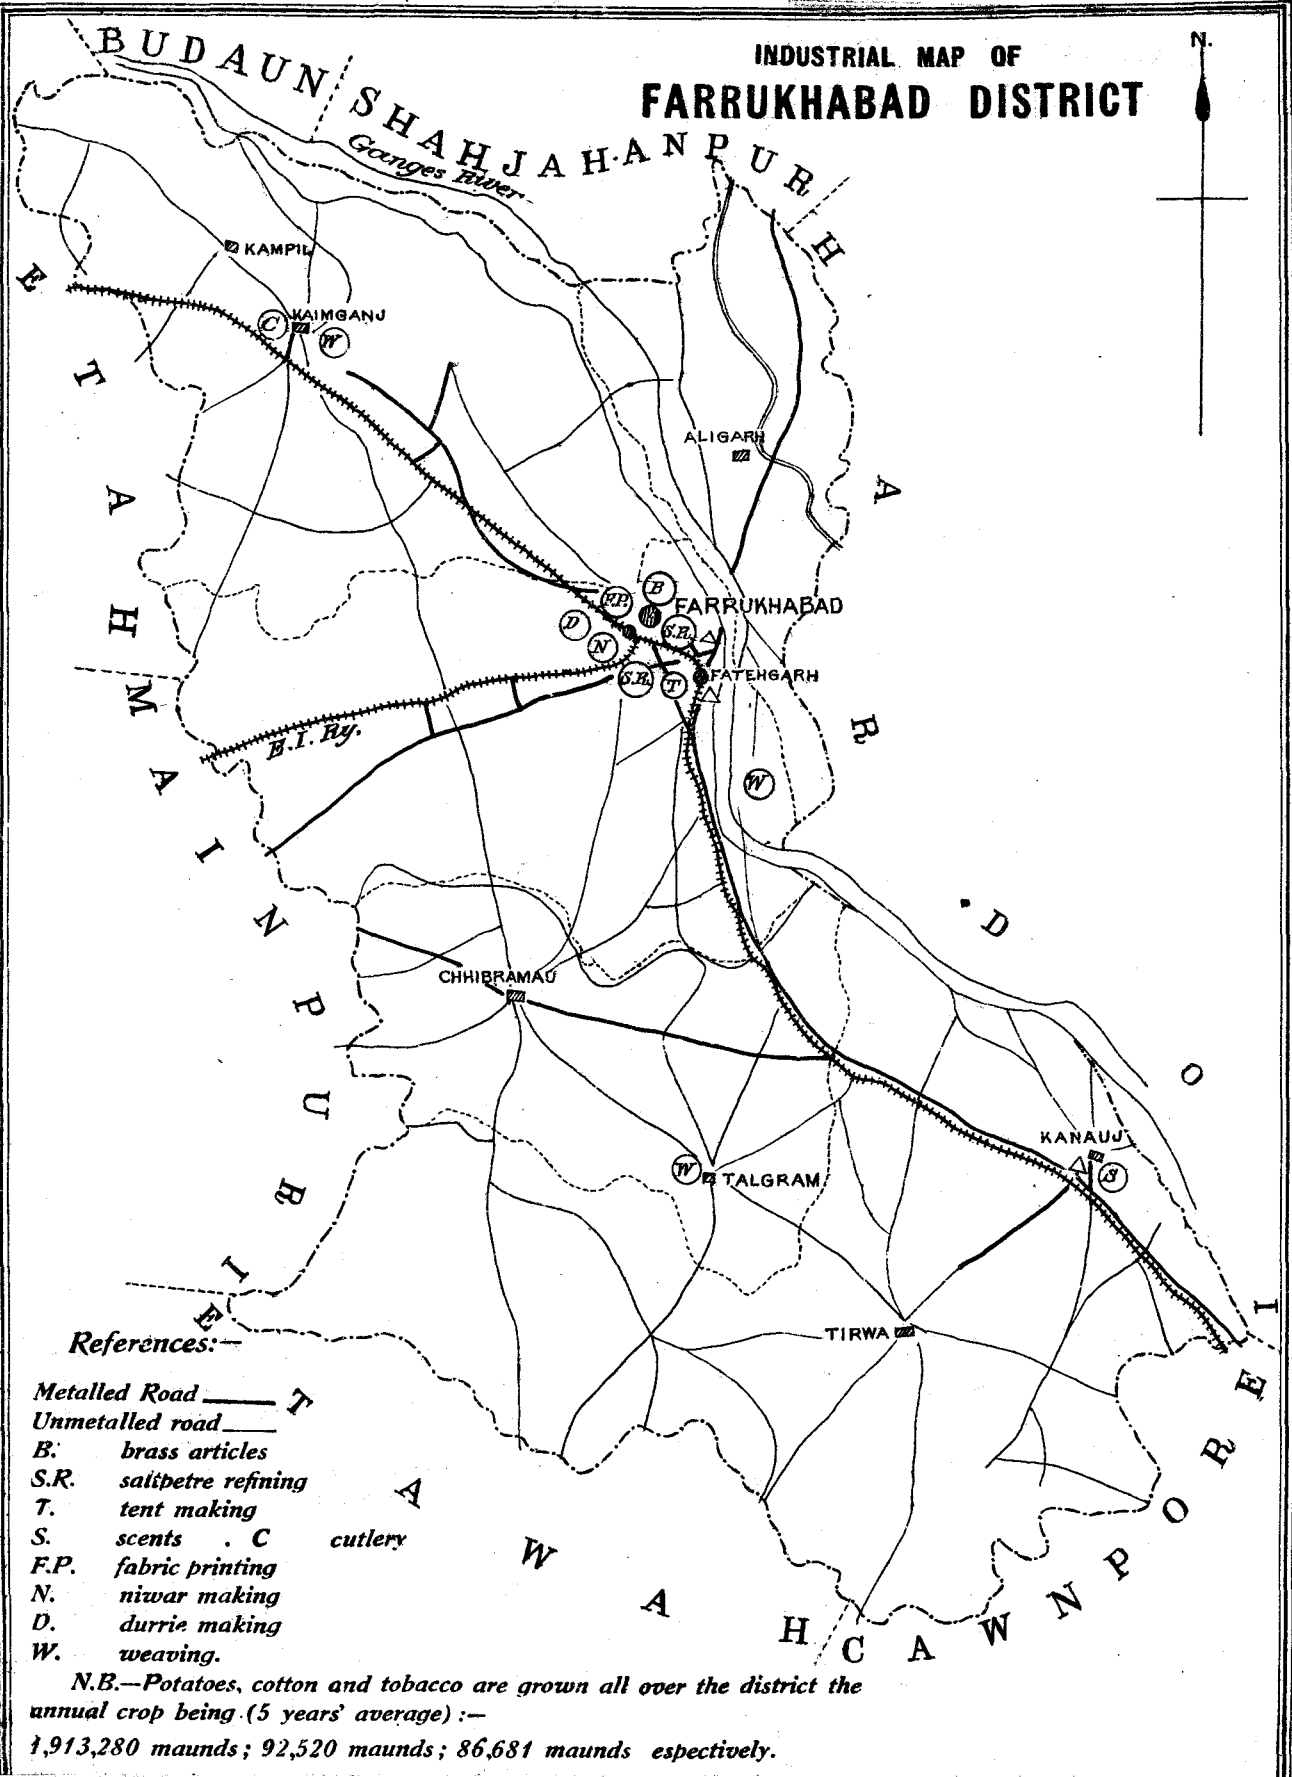 INDUSTRIAL MAP OF
FARRUKHABAD DISTRICT
N.
BUDAUN
SHAHJAHANPUR
Ganges River
HARDOI
ETAH
KAMPIL
KAIMGANJ
C
W
ALIGARH
F.P.
B
FARRUKHABAD
D
N
S.R.
S.R.
T
FATEHGARH
MAINPURI
E.I. Ry.
W
CHHIBRAMAU
KANAUJ
S
W
TALGRAM
TIRWA
ETAWAH
CAWNPORE
References:—
Metalled Road
Unmetalled road
B. brass articles
S.R. saltpetre refining
T. tent making
S. scents . C cutlery
F.P. fabric printing
N. niwar making
D. durrie making
W. weaving.
N.B.—Potatoes, cotton and tobacco are grown all over the district the
annual crop being (5 years' average) :—
1,913,280 maunds; 92,520 maunds; 86,681 maunds espectively.